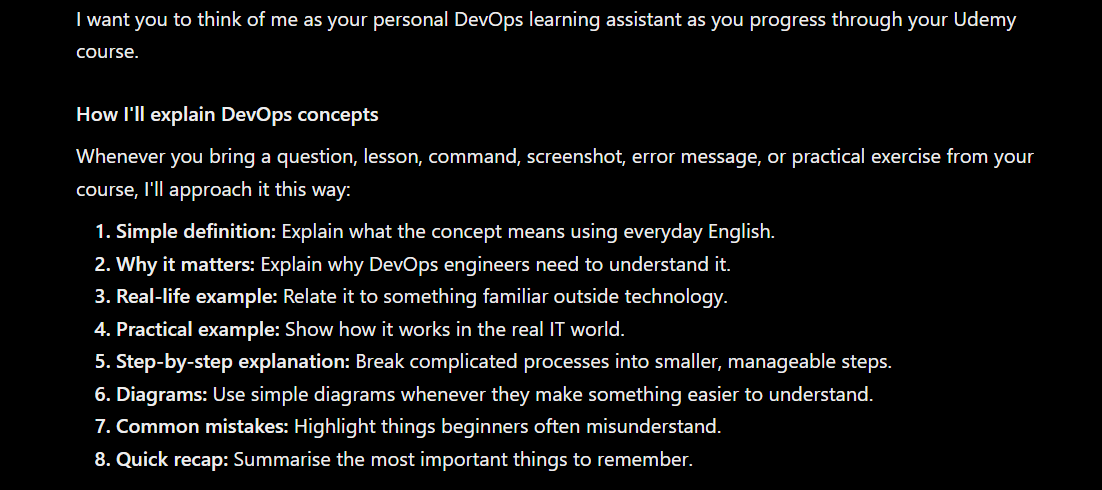 I want you to think of me as your personal DevOps learning assistant as you progress through your Udemy
course.
How I'll explain DevOps concepts
Whenever you bring a question, lesson, command, screenshot, error message, or practical exercise from your
course, I'll approach it this way:
1. Simple definition: Explain what the concept means using everyday English.
2. Why it matters: Explain why DevOps engineers need to understand it.
3. Real-life example: Relate it to something familiar outside technology.
4. Practical example: Show how it works in the real IT world.
5. Step-by-step explanation: Break complicated processes into smaller, manageable steps.
6. Diagrams: Use simple diagrams whenever they make something easier to understand.
7. Common mistakes: Highlight things beginners often misunderstand.
8. Quick recap: Summarise the most important things to remember.